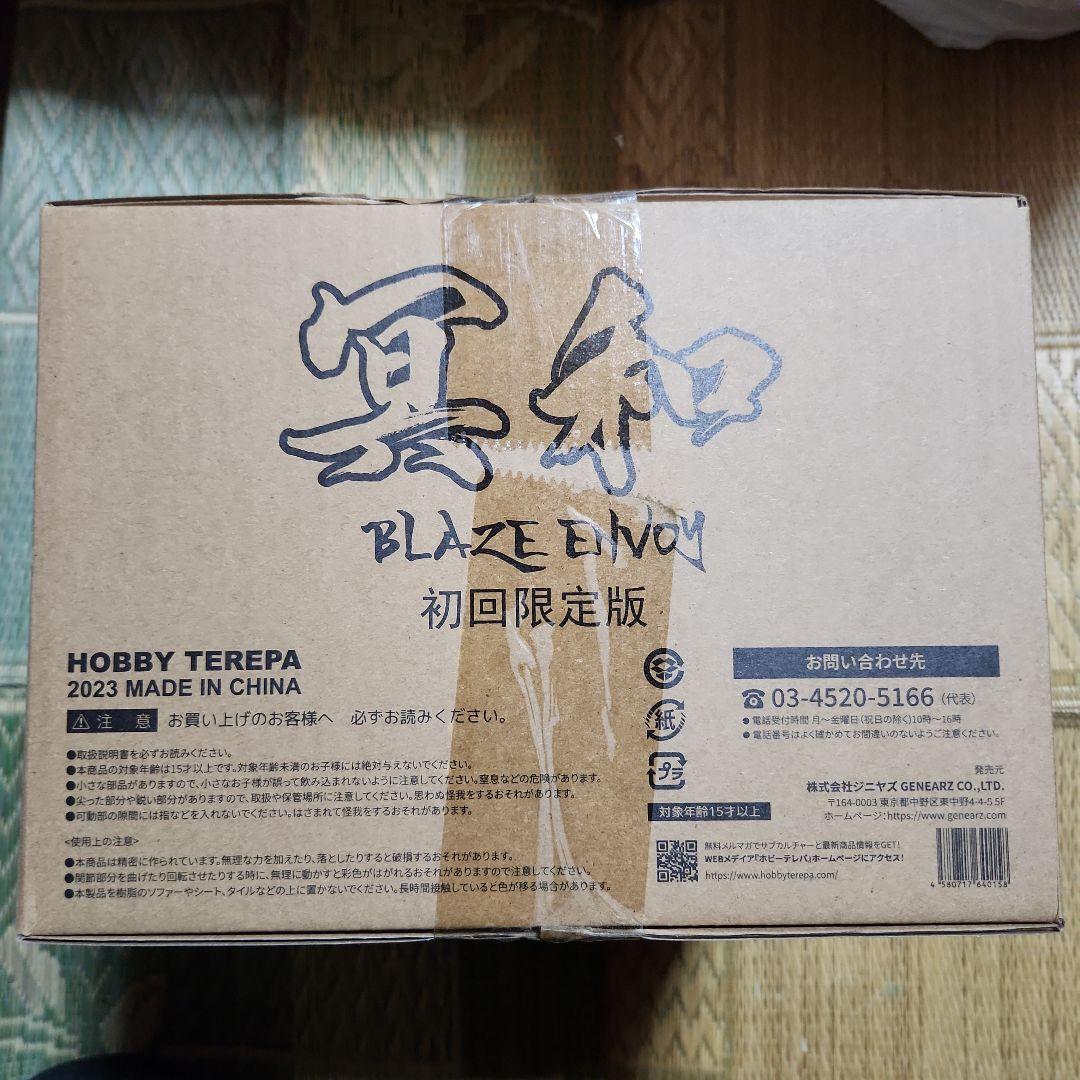 冥和
BLAZE ENVOY
初回限定版
HOBBY TEREPA
2023 MADE IN CHINA
注 意 お買い上げのお客様へ 必ずお読みください。
●取扱説明書を必ずお読みください。
●本商品の対象年齢は15才以上です。対象年齢未満のお子様には絶対与えないでください。
●小さな部品がありますので、小さなお子様が誤って飲み込まれないように注意してください。窒息などの危険があります。
●尖った部分や鋭い部分がありますので、取扱や保管場所に注意してください。思わぬ怪我をするおそれがあります。
●可動部の隙間には指などを入れないでください。はさまれて怪我をするおそれがあります。
<使用上の注意>
●本商品は精密に作られています。無理な力を加えたり、落としたりすると破損するおそれがあります。
●関節部分を曲げたり回転させたりする時に、無理に動かすと彩色がはがれるおそれがありますので注意してください。
●本製品を樹脂のソファーやシート、タイルなどの上に置かないでください。長時間接触していると色が移る場合があります。
紙
プラ
対象年齢15才以上
お問い合わせ先
☎03-4520-5166(代表)
●電話受付時間 月~金曜日(祝日の除く)10時~16時
●電話番号はよく確かめてお間違いのないようご注意ください。
発売元
株式会社ジニヤズ GENEARZ CO.,LTD.
〒164-0003 東京都中野区東中野4-4-5 5F
ホームページ:https://www.genearz.com
無料メルマガでサブカルチャーと最新商品情報をGET!
WEBメディア『ホビーテレパ』ホームページにアクセス!
https://www.hobbyterepa.com/
4 580717 640158